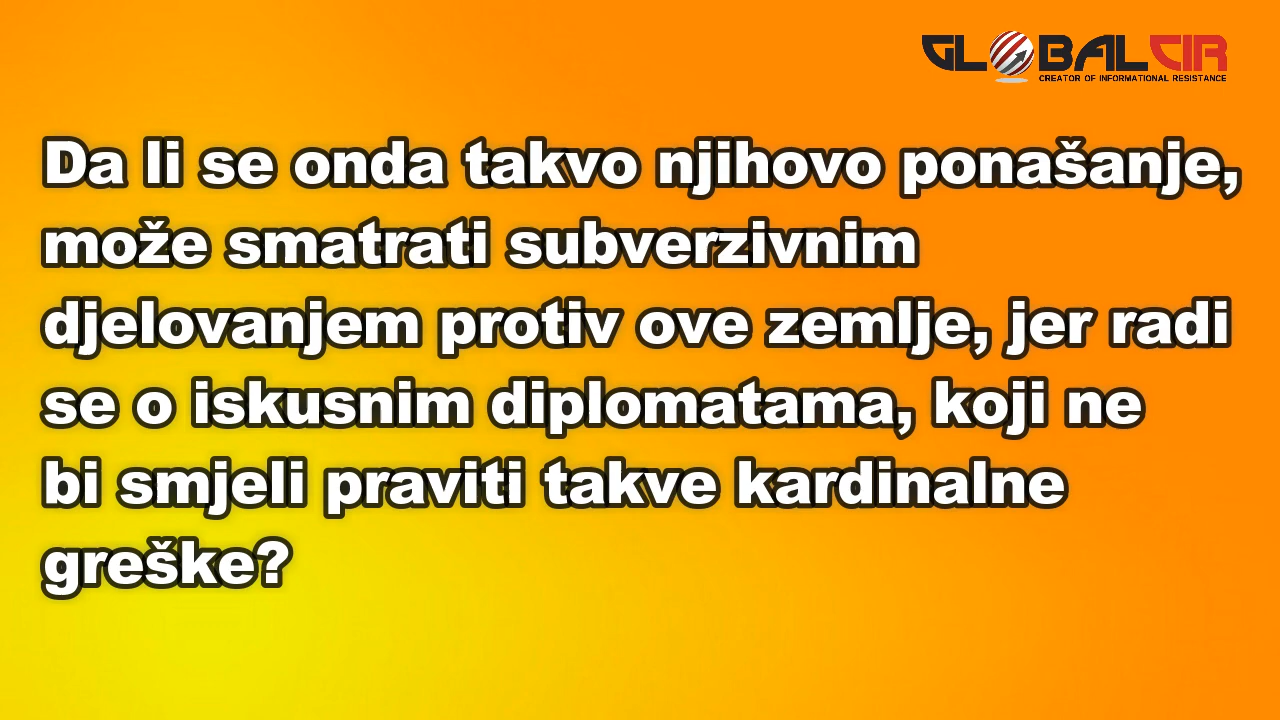 GLOBALCIR
CREATOR OF INFORMATIONAL RESISTANCE
Da li se onda takvo njihovo ponašanje,
može smatrati subverzivnim
djelovanjem protiv ove zemlje, jer radi
se o iskusnim diplomatama, koji ne
bi smjeli praviti takve kardinalne
greške?